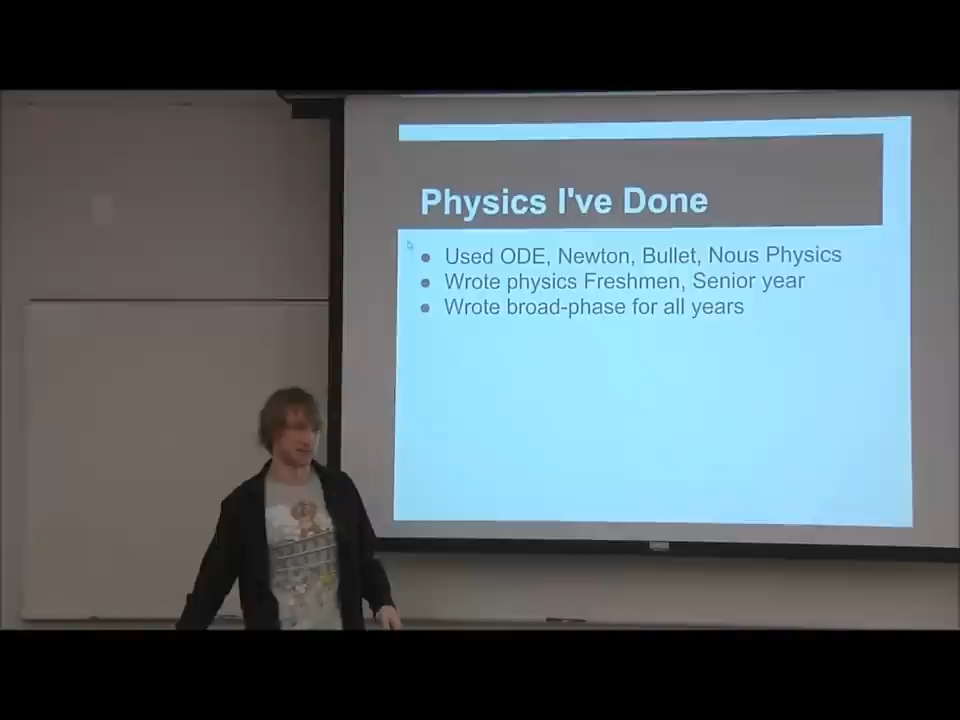 Physics I've Done
Used ODE, Newton, Bullet, Nous Physics
Wrote physics Freshmen, Senior year
Wrote broad-phase for all years